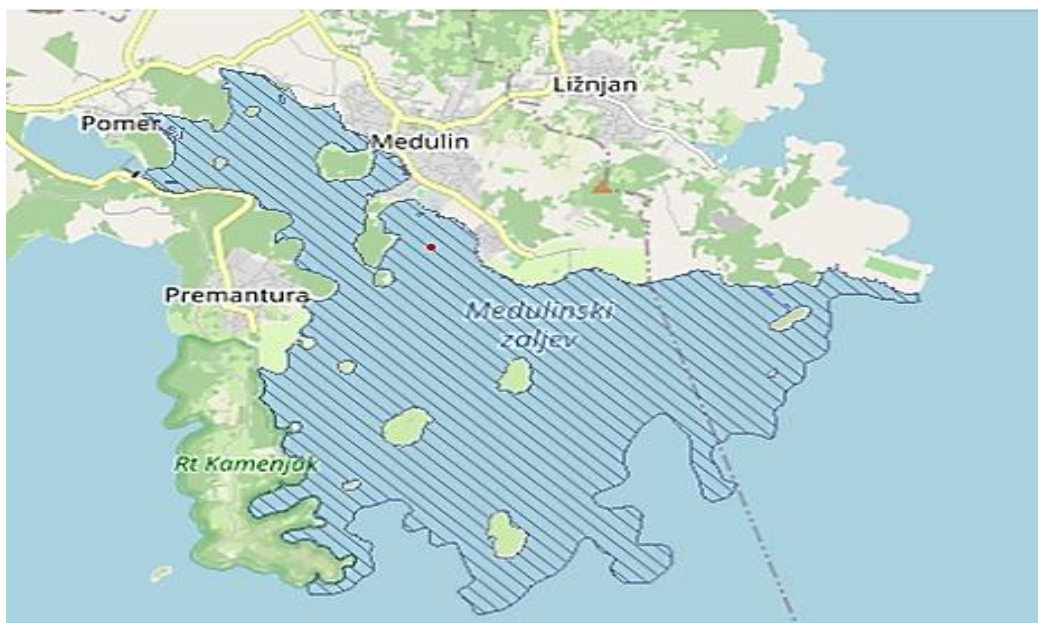 Ližnjan
Pomer
Medulin
Premantura
Medulinski
zaljev
Rt Kamenjak